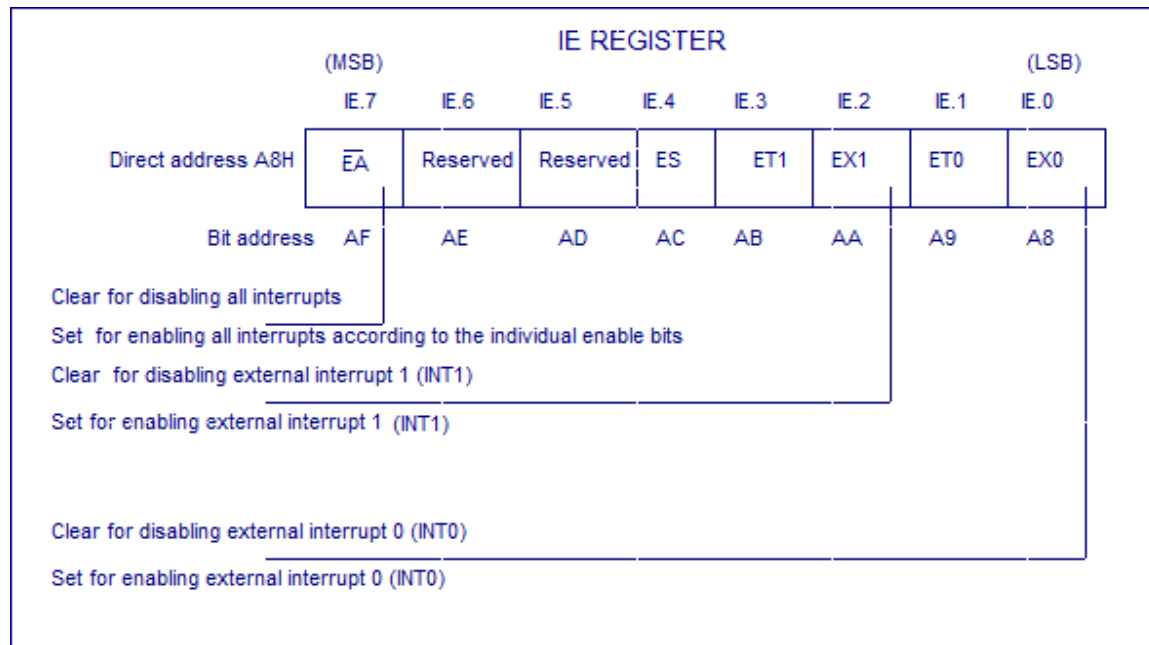 IE REGISTER
(MSB) (LSB)
IE.7 IE.6 IE.5 IE.4 IE.3 IE.2 IE.1 IE.0
Direct address A8H E̅A̅ Reserved Reserved ES ET1 EX1 ET0 EX0
Bit address AF AE AD AC AB AA A9 A8
Clear for disabling all interrupts
Set for enabling all interrupts according to the individual enable bits
Clear for disabling external interrupt 1 (INT1)
Set for enabling external interrupt 1 (INT1)
Clear for disabling external interrupt 0 (INT0)
Set for enabling external interrupt 0 (INT0)